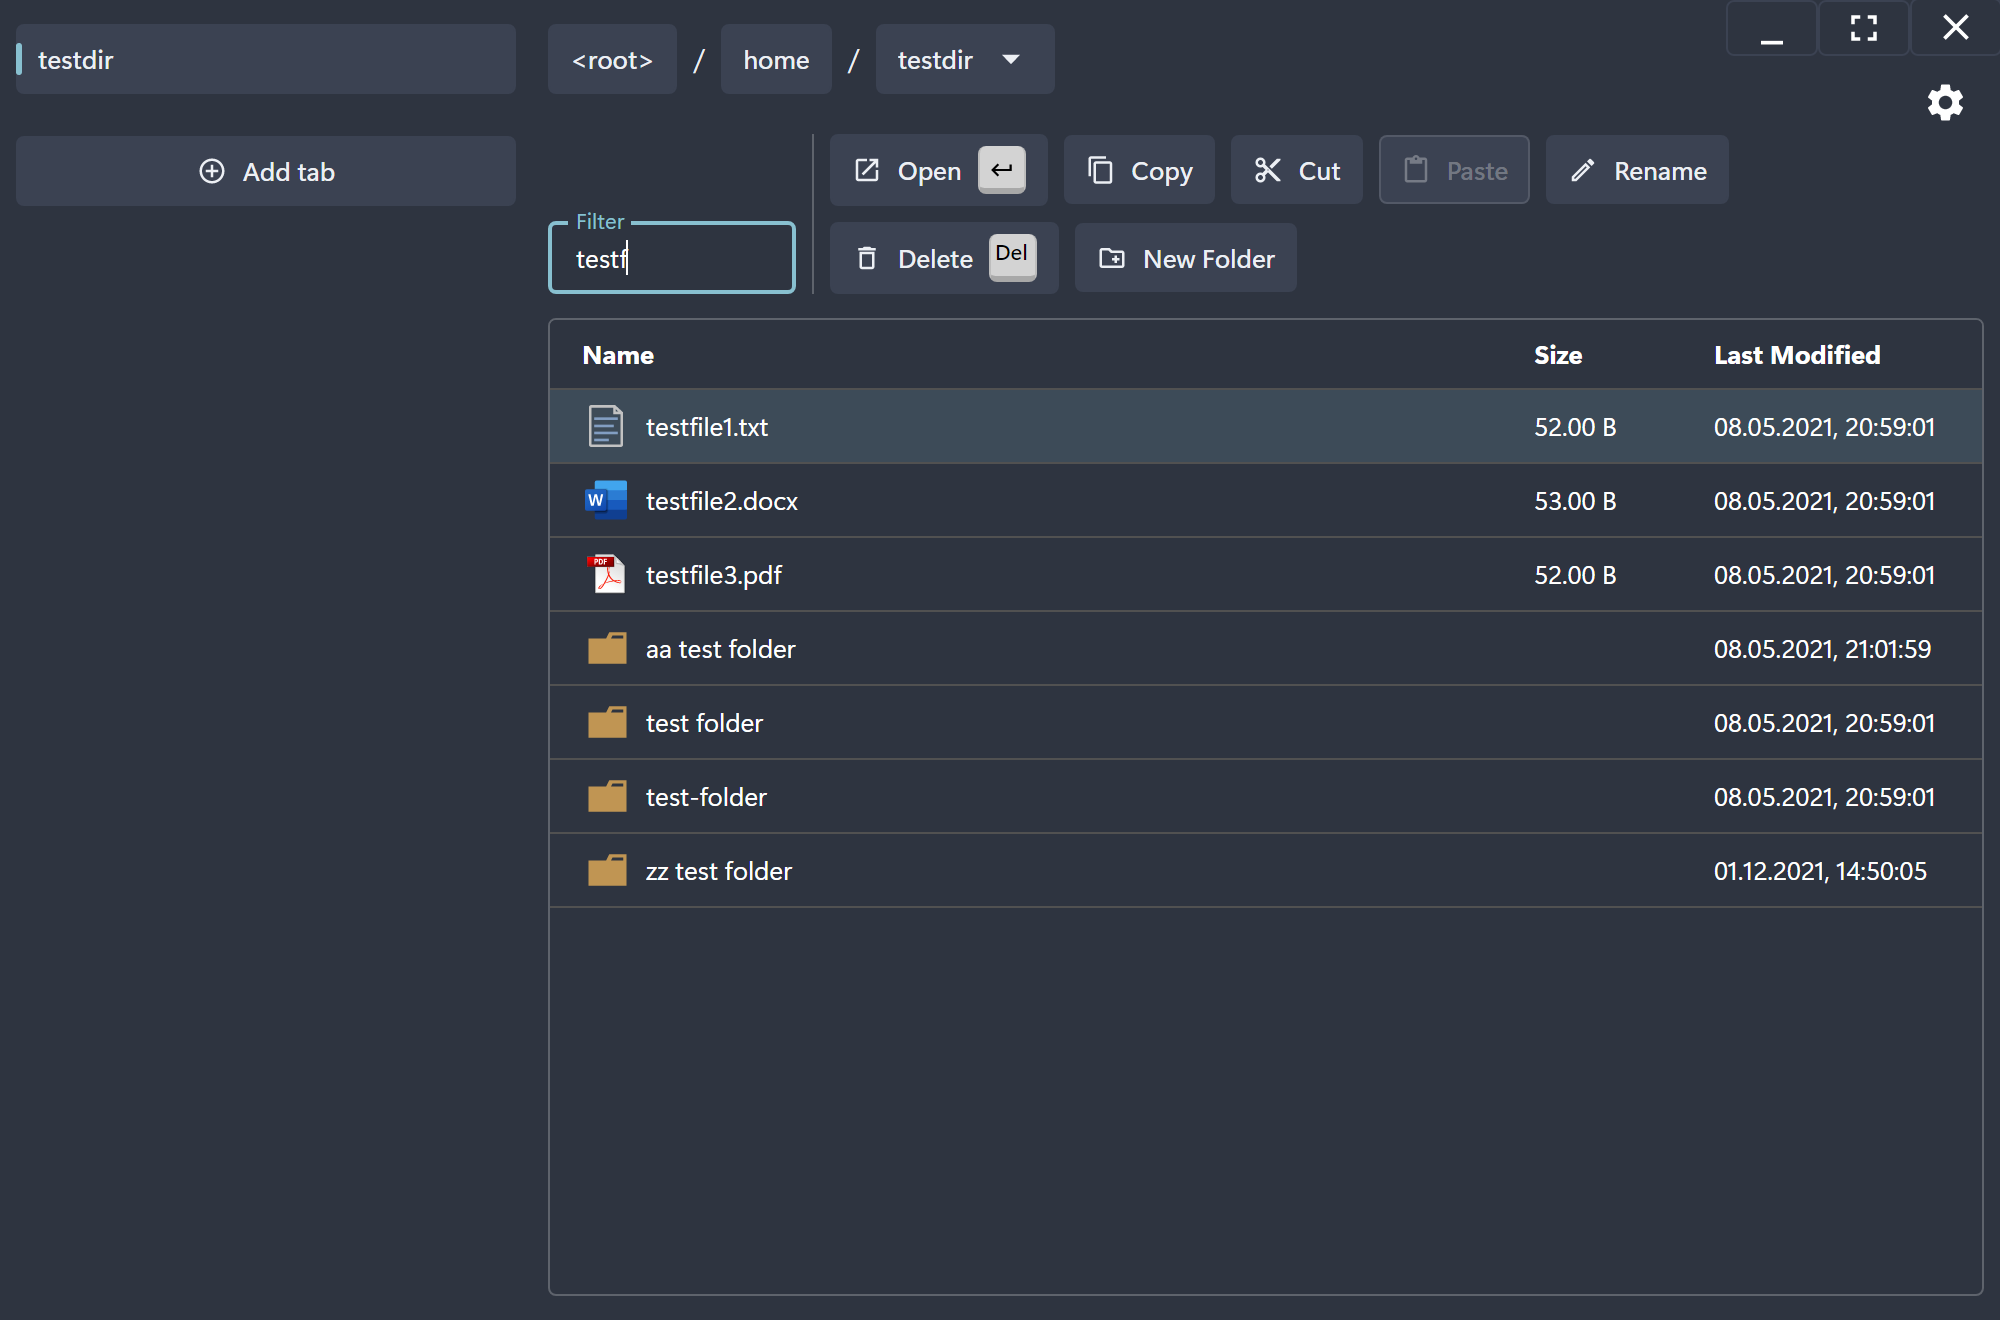 testdir
<root> / home / testdir
Add tab
Open Copy Cut Paste Rename
Filter
testf
Delete Del New Folder
Name Size Last Modified
testfile1.txt 52.00 B 08.05.2021, 20:59:01
W testfile2.docx 53.00 B 08.05.2021, 20:59:01
PDF testfile3.pdf 52.00 B 08.05.2021, 20:59:01
aa test folder 08.05.2021, 21:01:59
test folder 08.05.2021, 20:59:01
test-folder 08.05.2021, 20:59:01
zz test folder 01.12.2021, 14:50:05